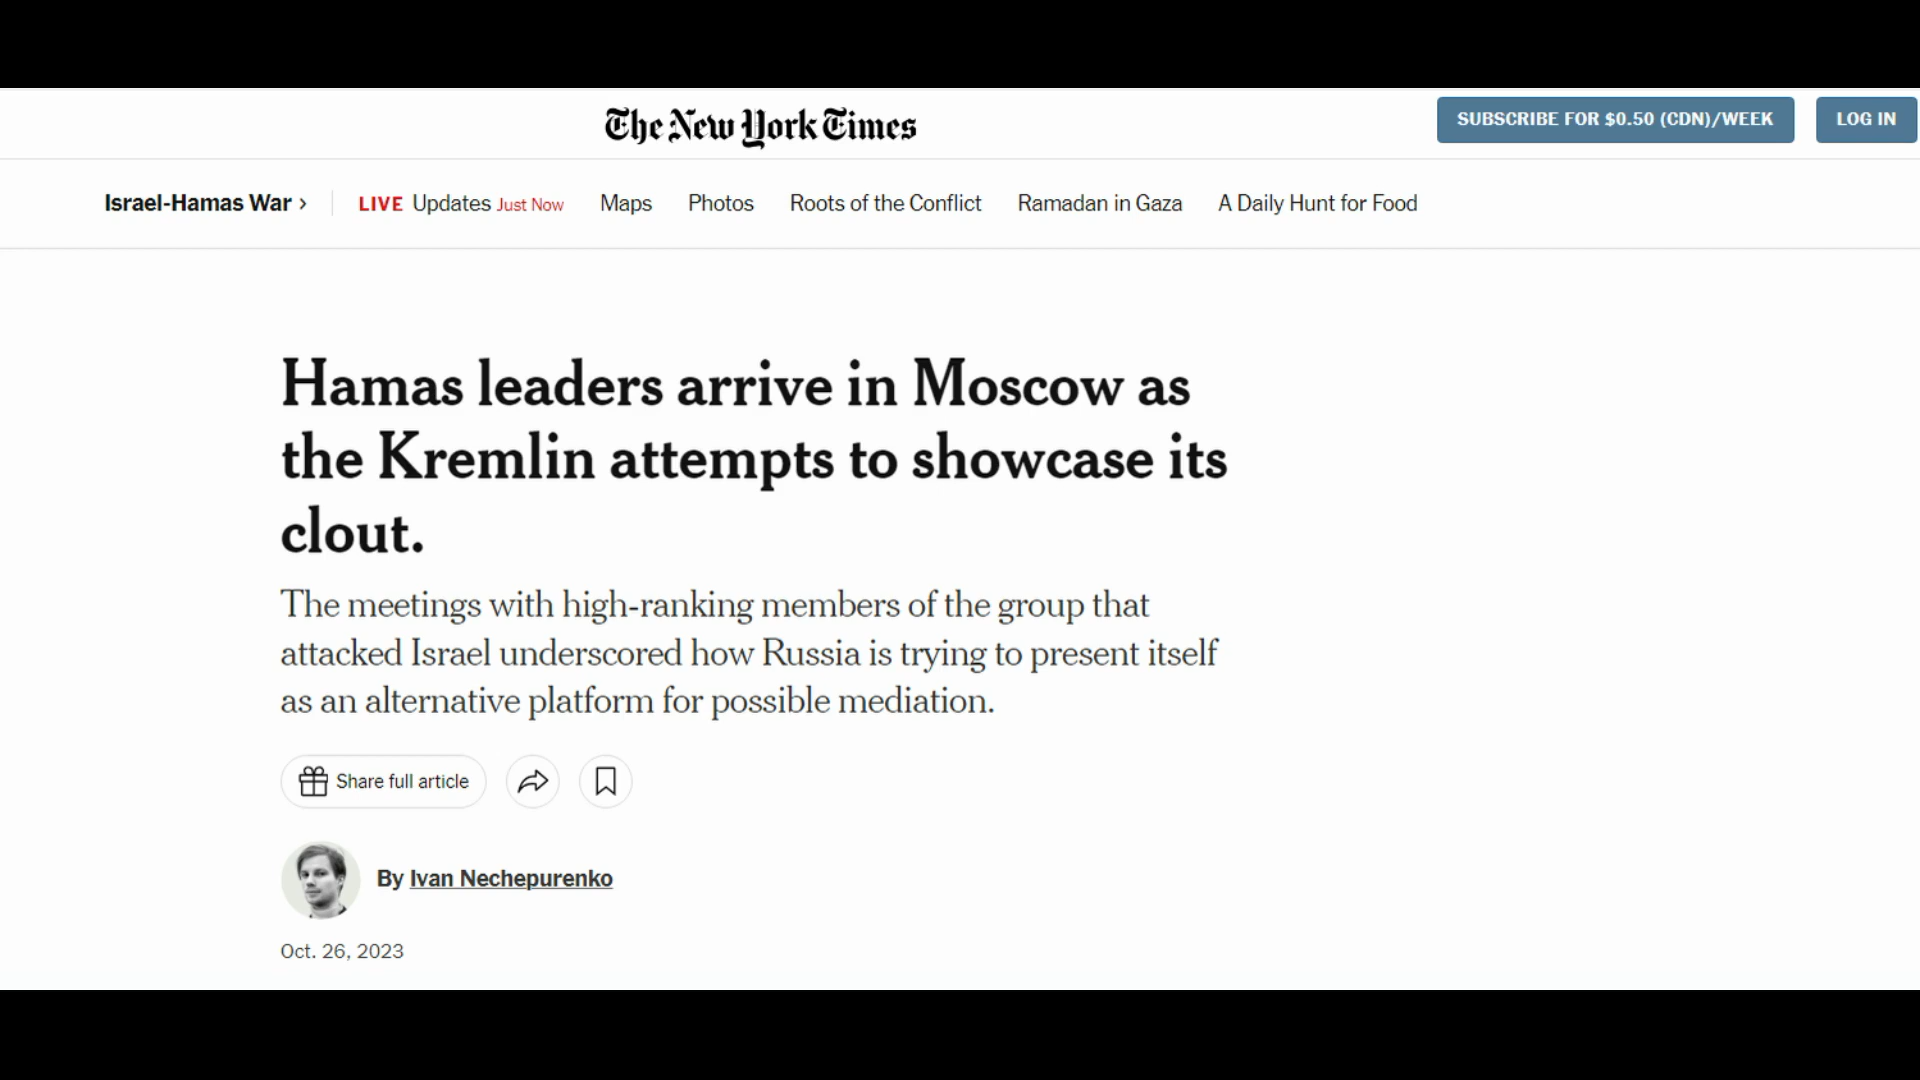 The New York Times
SUBSCRIBE FOR $0.50 (CDN)/WEEK
LOG IN
Israel-Hamas War ›
LIVE Updates Just Now
Maps
Photos
Roots of the Conflict
Ramadan in Gaza
A Daily Hunt for Food
Hamas leaders arrive in Moscow as
the Kremlin attempts to showcase its
clout.
The meetings with high-ranking members of the group that
attacked Israel underscored how Russia is trying to present itself
as an alternative platform for possible mediation.
Share full article
By Ivan Nechepurenko
Oct. 26, 2023